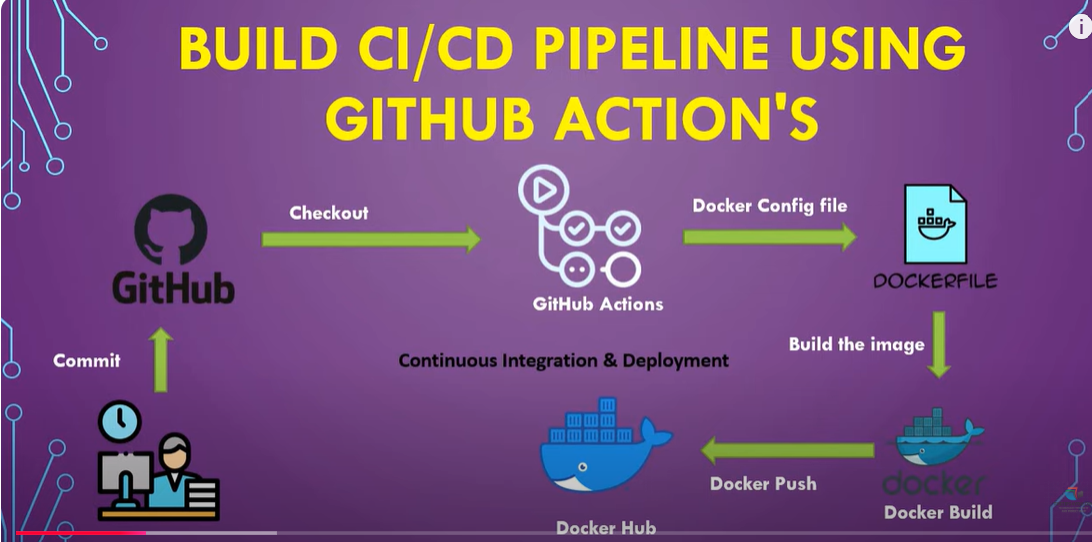 BUILD CI/CD PIPELINE USING
GITHUB ACTION'S
Checkout
Docker Config file
GitHub
GitHub Actions
DOCKERFILE
Commit
Continuous Integration & Deployment
Build the image
Docker Push
docker
Docker Build
Docker Hub
i